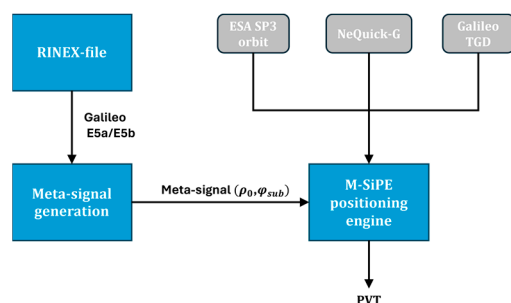 RINEX-file
ESA SP3
orbit
NeQuick-G
Galileo
TGD
Galileo
E5a/E5b
Meta-signal
generation
Meta-signal (ρ₀,φₛᵤᵦ)
M-SiPE
positioning
engine
PVT